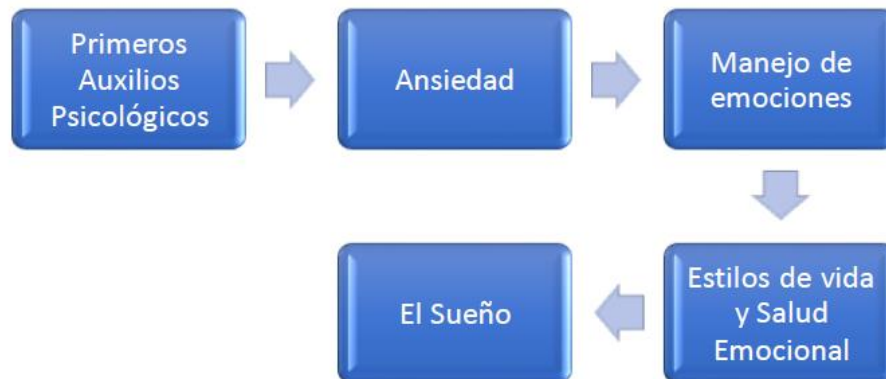 Primeros
Auxilios
Psicológicos
Ansiedad
Manejo de
emociones
Estilos de vida
y Salud
Emocional
El Sueño